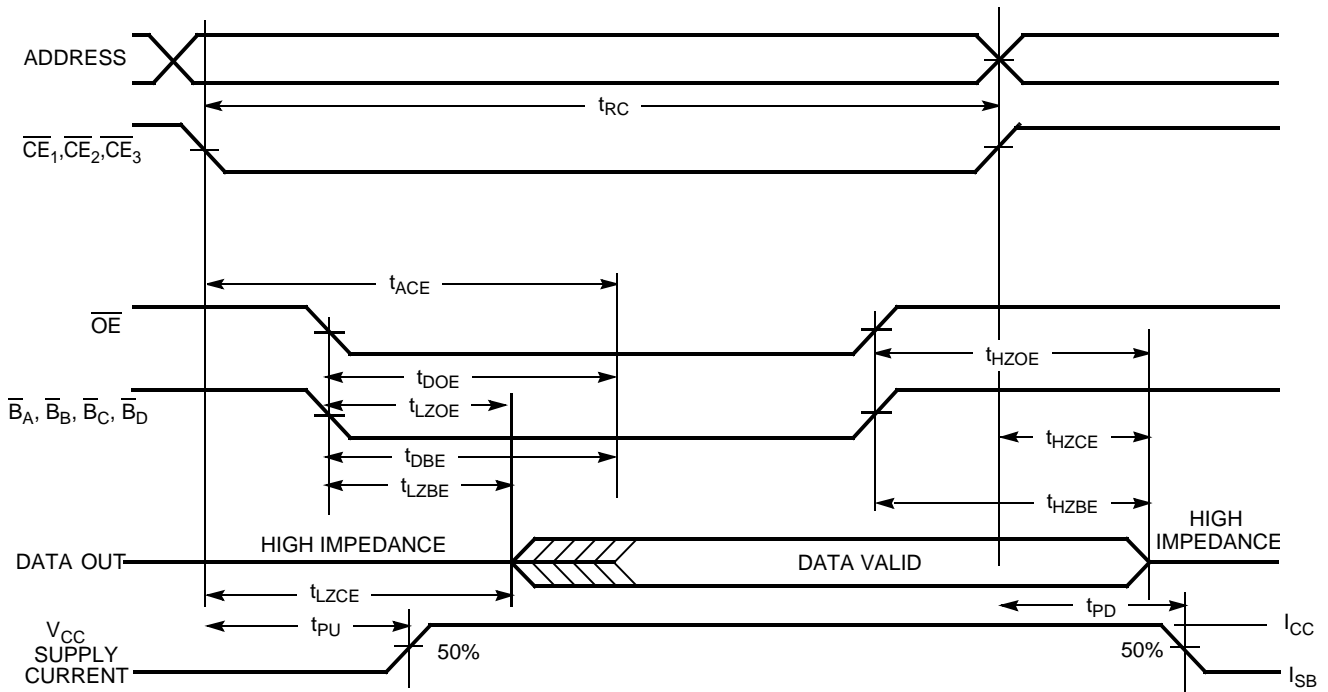 ADDRESS
tRC
CE1,CE2,CE3
tACE
OE
tHZOE
tDOE
BA, BB, BC, BD
tLZOE
tHZCE
tDBE
tLZBE
tHZBE
HIGH IMPEDANCE
HIGH
IMPEDANCE
DATA OUT
DATA VALID
tLZCE
tPD
tPU
VCC
SUPPLY
CURRENT
50%
50%
ICC
ISB